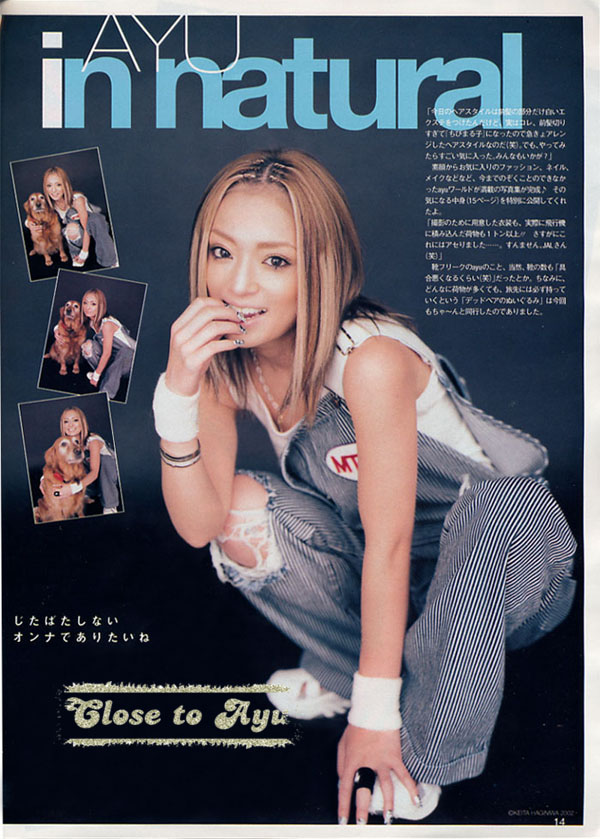 AYU
in natural
「今日のヘアスタイルは前髪の部分だけ白いエ
クステをつけたんだけど、実はコレ、前髪切り
すぎて「ちびまる子」になったので急きょアレン
ジしたヘアスタイルなのだ(笑)。でも、やってみ
たらすごい気に入った。みんなもいかが?」
素顔からお気に入りのファッション、ネイル、
メイクなどなど、今までのぞくことのできなか
ったayuワールドが満載の写真集が完成♪ その
気になる中身(15ページ)を特別に公開してくれ
たよ。
「撮影のために用意した衣装も、実際に飛行機
に積み込んだ荷物も1トン以上!! さすがにこ
れにはアセりました……。すんません、JALさん
(笑)」
靴フリークのayuのこと、当然、靴の数も「具
合悪くなるくらい(笑)」だったとか。ちなみに、
どんなに荷物が多くても、旅先には必ず持って
いくという「デッドベアのぬいぐるみ」は今回
もちゃ〜んと同行したのでありました。
MT
じたばたしない
オンナでありたいね
Close to Ayu
©KEITA HAGINIWA 2002
14